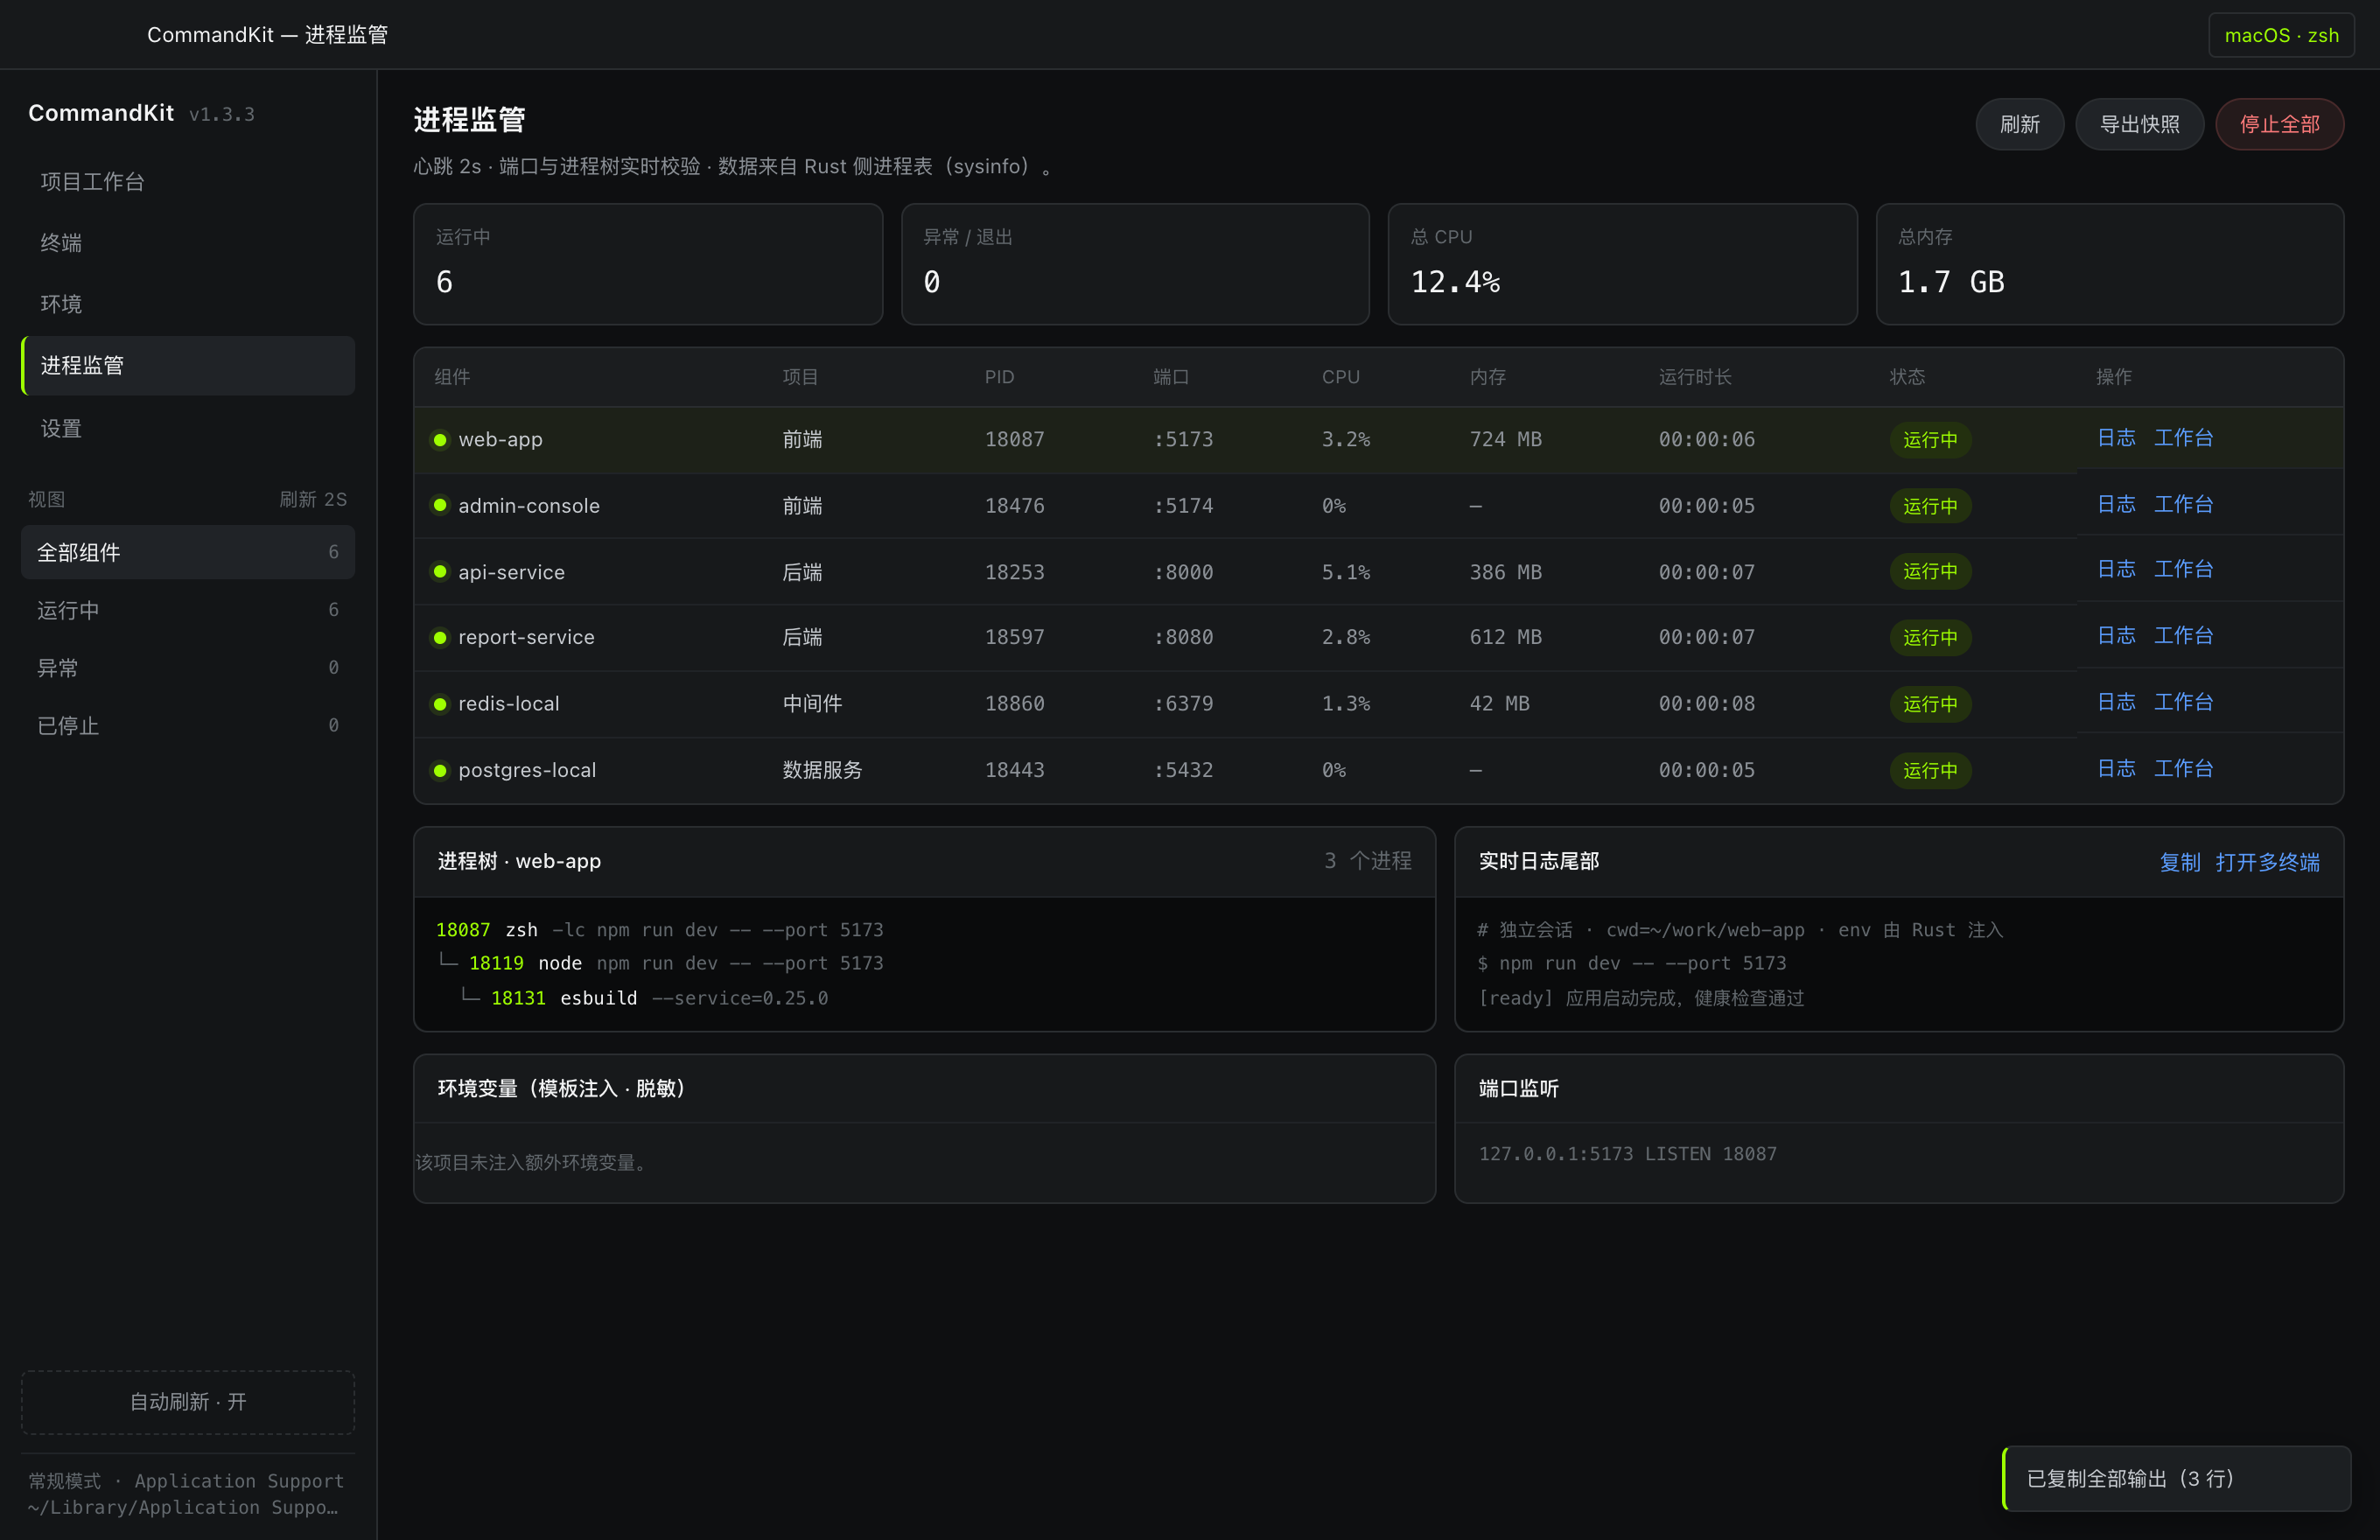 CommandKit — 进程监管
macOS · zsh
CommandKit v1.3.3
项目工作台
终端
环境
进程监管
设置
视图 刷新 2S
全部组件 6
运行中 6
异常 0
已停止 0
自动刷新 · 开
常规模式 · Application Support
~/Library/Application Suppo…
进程监管
刷新 导出快照 停止全部
心跳 2s · 端口与进程树实时校验 · 数据来自 Rust 侧进程表（sysinfo）。
运行中
6
异常 / 退出
0
总 CPU
12.4%
总内存
1.7 GB
组件 项目 PID 端口 CPU 内存 运行时长 状态 操作
web-app 前端 18087 :5173 3.2% 724 MB 00:00:06 运行中 日志 工作台
admin-console 前端 18476 :5174 0% — 00:00:05 运行中 日志 工作台
api-service 后端 18253 :8000 5.1% 386 MB 00:00:07 运行中 日志 工作台
report-service 后端 18597 :8080 2.8% 612 MB 00:00:07 运行中 日志 工作台
redis-local 中间件 18860 :6379 1.3% 42 MB 00:00:08 运行中 日志 工作台
postgres-local 数据服务 18443 :5432 0% — 00:00:05 运行中 日志 工作台
进程树 · web-app 3 个进程
18087 zsh -lc npm run dev -- --port 5173
└─ 18119 node npm run dev -- --port 5173
└─ 18131 esbuild --service=0.25.0
实时日志尾部 复制 打开多终端
# 独立会话 · cwd=~/work/web-app · env 由 Rust 注入
$ npm run dev -- --port 5173
[ready] 应用启动完成，健康检查通过
环境变量（模板注入 · 脱敏）
该项目未注入额外环境变量。
端口监听
127.0.0.1:5173 LISTEN 18087
已复制全部输出（3 行）